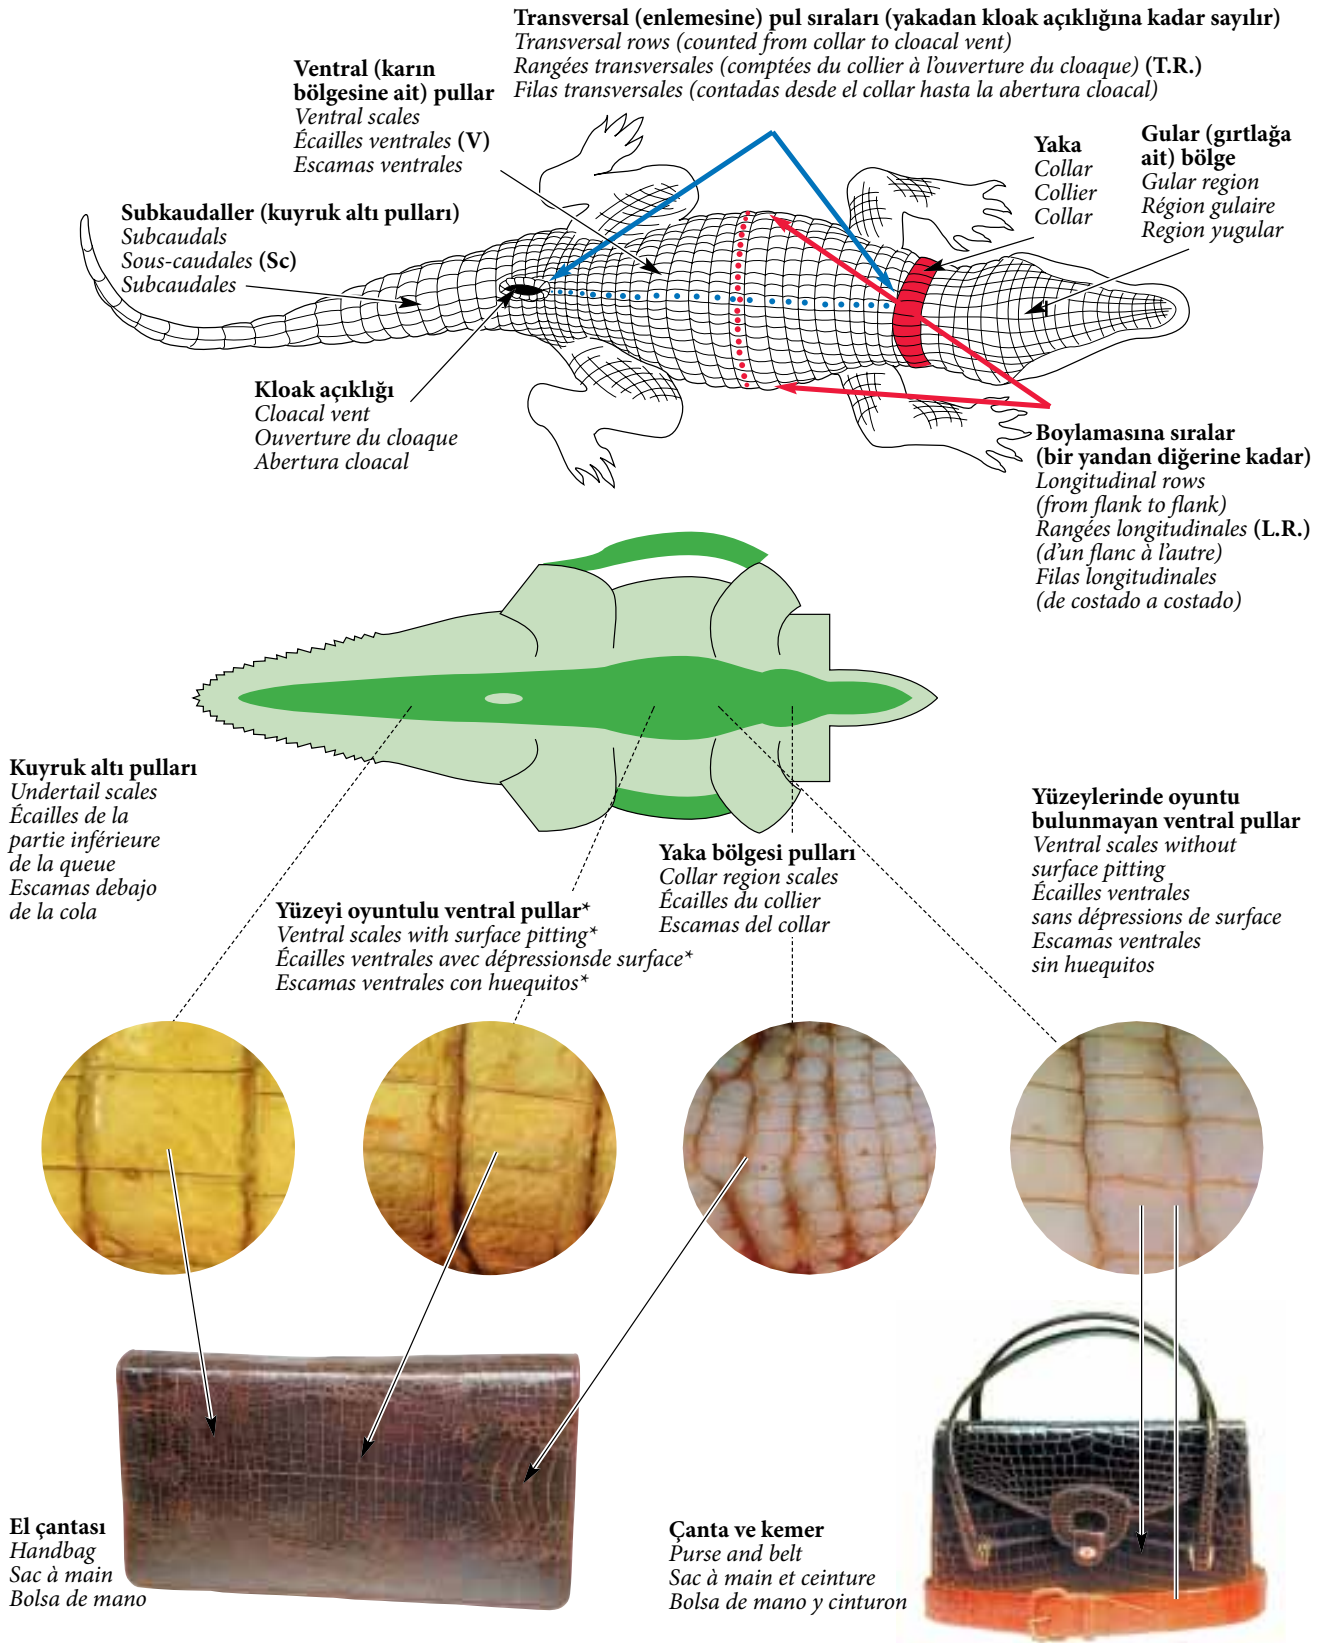 Transversal (enlemesine) pul sıraları (yakadan kloak açıklığına kadar sayılır)
Transversal rows (counted from collar to cloacal vent)
Rangées transversales (comptées du collier à l'ouverture du cloaque) (T.R.)
Filas transversales (contadas desde el collar hasta la abertura cloacal)
Ventral (karın
bölgesine ait) pullar
Ventral scales
Écailles ventrales (V)
Escamas ventrales
Yaka
Collar
Collier
Collar
Gular (gırtlağa
ait) bölge
Gular region
Région gulaire
Region yugular
Subkaudaller (kuyruk altı pulları)
Subcaudals
Sous-caudales (Sc)
Subcaudales
Kloak açıklığı
Cloacal vent
Ouverture du cloaque
Abertura cloacal
Boylamasına sıralar
(bir yandan diğerine kadar)
Longitudinal rows
(from flank to flank)
Rangées longitudinales (L.R.)
(d'un flanc à l'autre)
Filas longitudinales
(de costado a costado)
Kuyruk altı pulları
Undertail scales
Écailles de la
partie inférieure
de la queue
Escamas debajo
de la cola
Yüzeyi oyuntulu ventral pullar*
Ventral scales with surface pitting*
Écailles ventrales avec dépressionsde surface*
Escamas ventrales con huequitos*
Yaka bölgesi pulları
Collar region scales
Écailles du collier
Escamas del collar
Yüzeylerinde oyuntu
bulunmayan ventral pullar
Ventral scales without
surface pitting
Écailles ventrales
sans dépressions de surface
Escamas ventrales
sin huequitos
El çantası
Handbag
Sac à main
Bolsa de mano
Çanta ve kemer
Purse and belt
Sac à main et ceinture
Bolsa de mano y cinturon